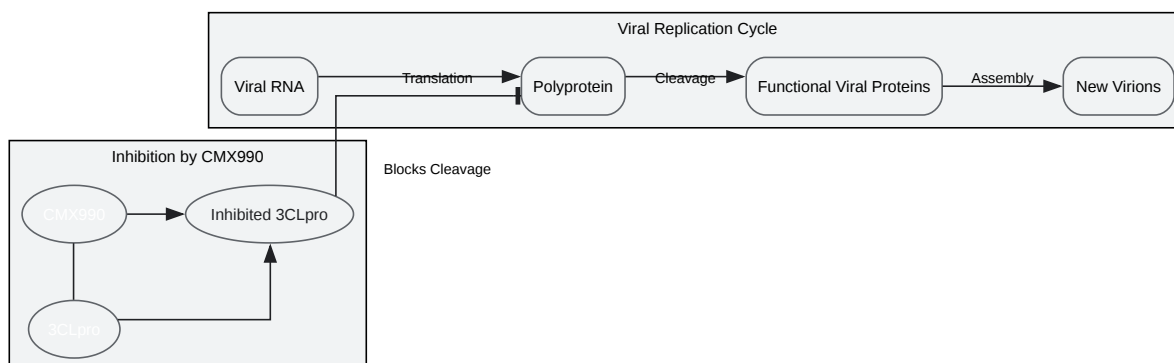 Viral Replication Cycle
Viral RNA
Translation
Polyprotein
Cleavage
Functional Viral Proteins
Assembly
New Virions
Inhibition by CMX990
Blocks Cleavage
CMX990
Inhibited 3CLpro
3CLpro